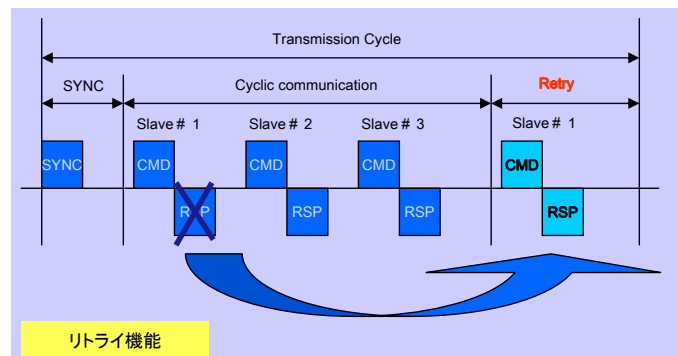 Transmission Cycle
SYNC
Cyclic communication
Retry
Slave # 1
Slave # 2
Slave # 3
Slave # 1
SYNC
CMD
CMD
CMD
CMD
RSP
RSP
RSP
RSP
リトライ機能